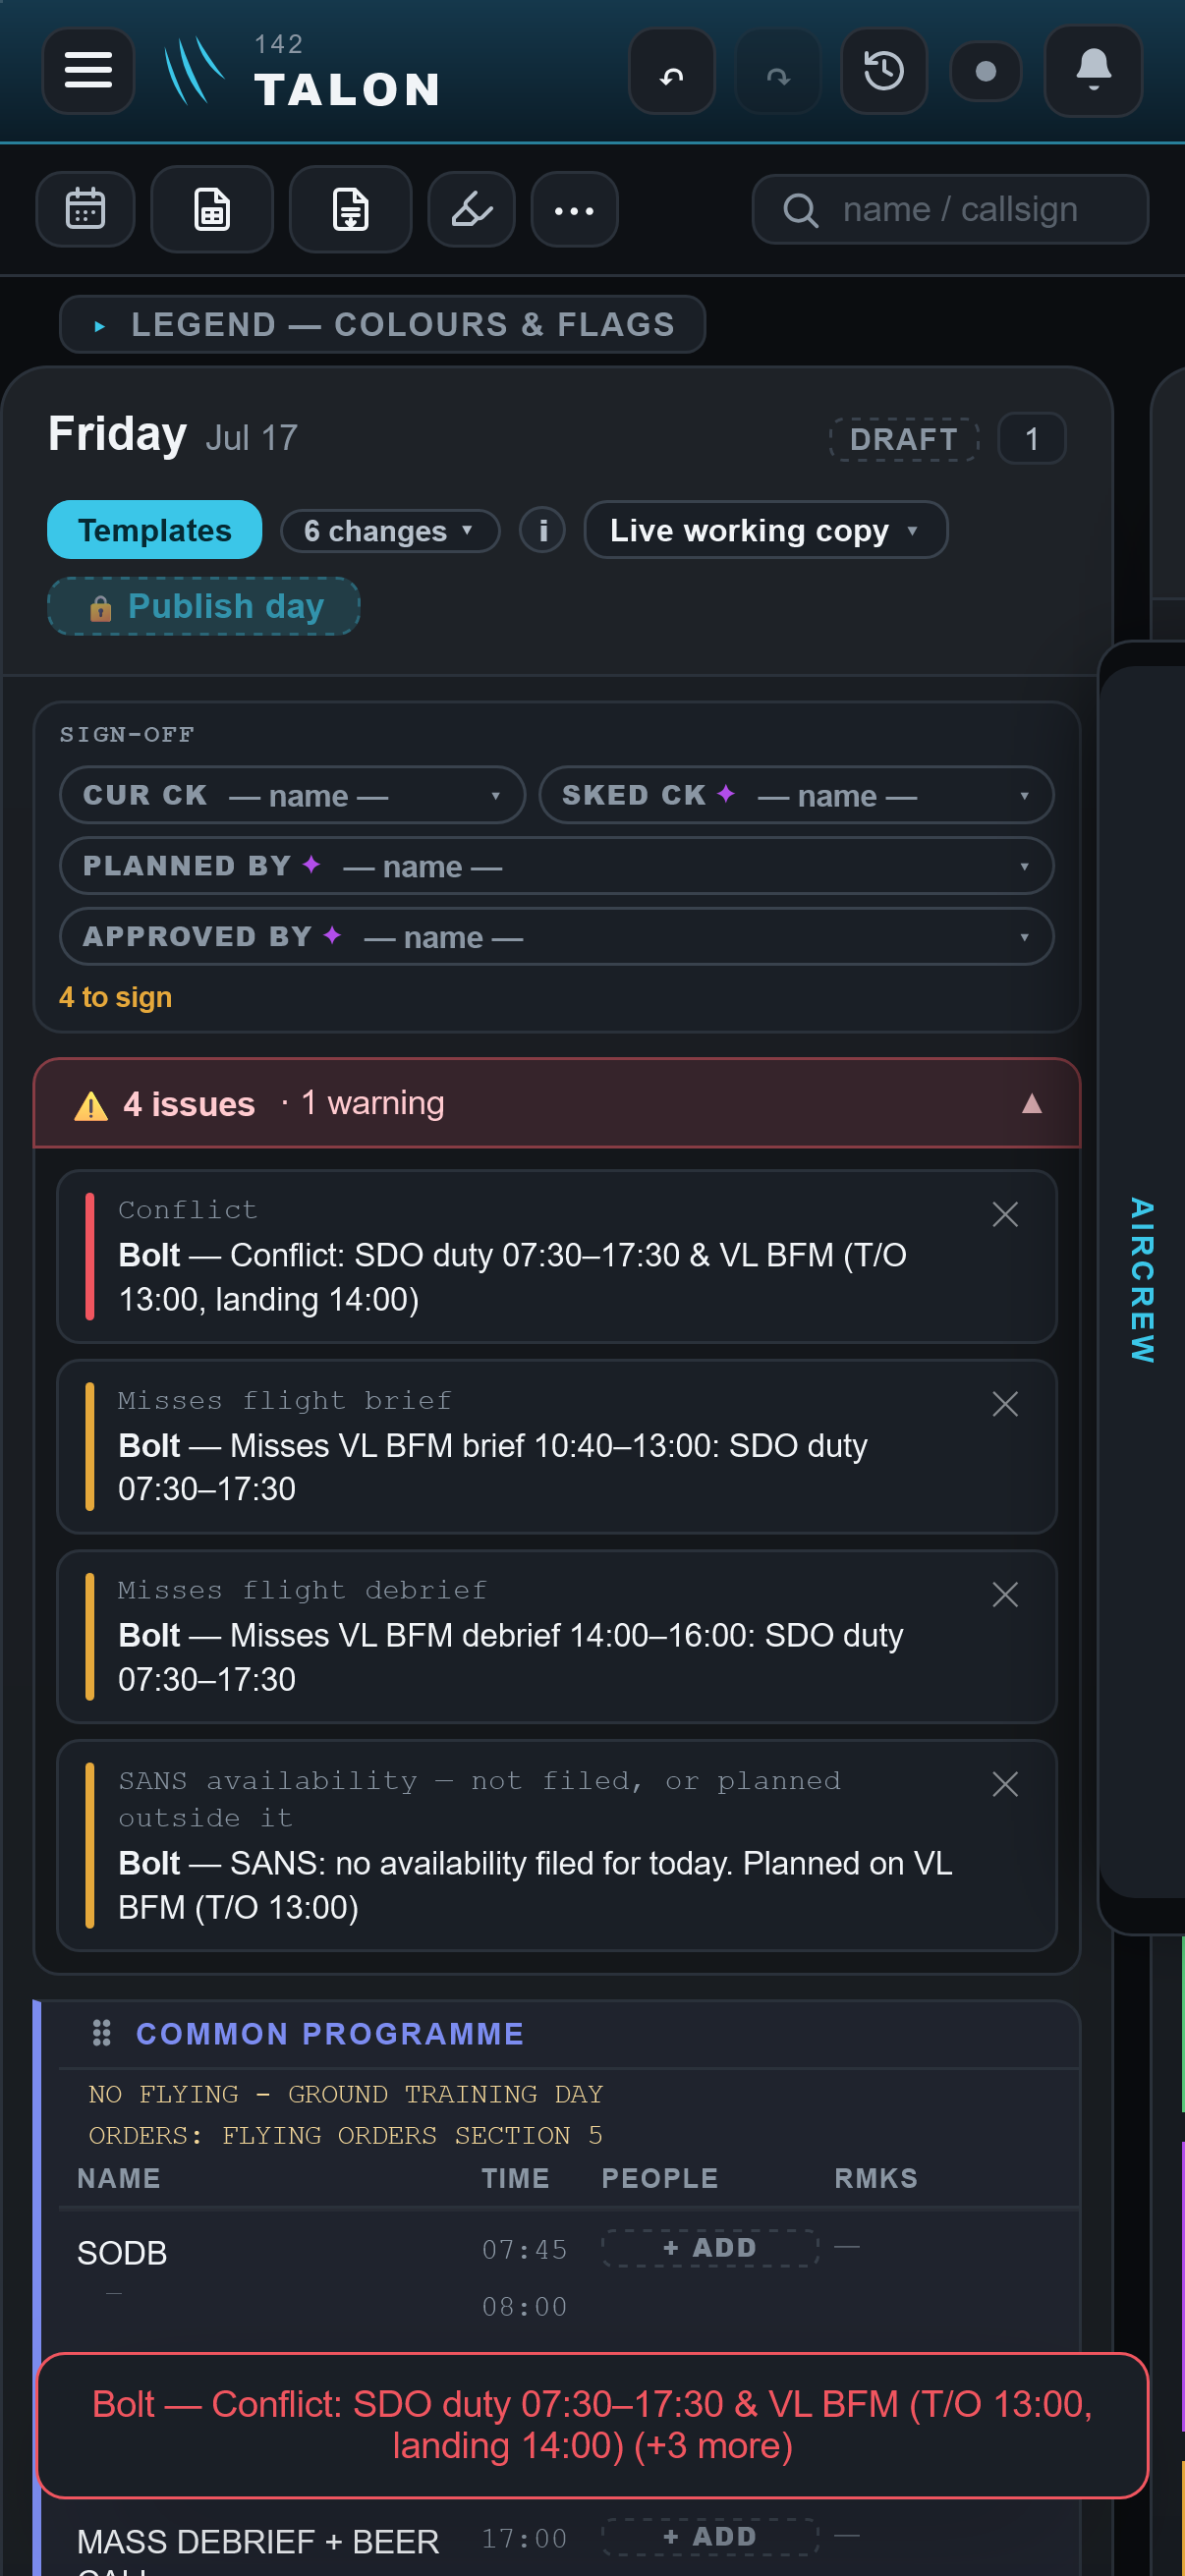 142
TALON
name / callsign
▸ LEGEND — COLOURS & FLAGS
Friday Jul 17
DRAFT 1
Templates 6 changes ▾ i Live working copy ▾
🔒 Publish day
SIGN-OFF
CUR CK — name — ▾ SKED CK ✦ — name — ▾
PLANNED BY ✦ — name — ▾
APPROVED BY ✦ — name — ▾
4 to sign
⚠️ 4 issues · 1 warning ▲
Conflict
Bolt — Conflict: SDO duty 07:30–17:30 & VL BFM (T/O
13:00, landing 14:00)
Misses flight brief
Bolt — Misses VL BFM brief 10:40–13:00: SDO duty
07:30–17:30
Misses flight debrief
Bolt — Misses VL BFM debrief 14:00–16:00: SDO duty
07:30–17:30
SANS availability — not filed, or planned
outside it
Bolt — SANS: no availability filed for today. Planned on VL
BFM (T/O 13:00)
AIRCREW
COMMON PROGRAMME
NO FLYING - GROUND TRAINING DAY
ORDERS: FLYING ORDERS SECTION 5
NAME TIME PEOPLE RMKS
SODB 07:45 + ADD —
— 08:00
Bolt — Conflict: SDO duty 07:30–17:30 & VL BFM (T/O 13:00,
landing 14:00) (+3 more)
MASS DEBRIEF + BEER 17:00 + ADD —